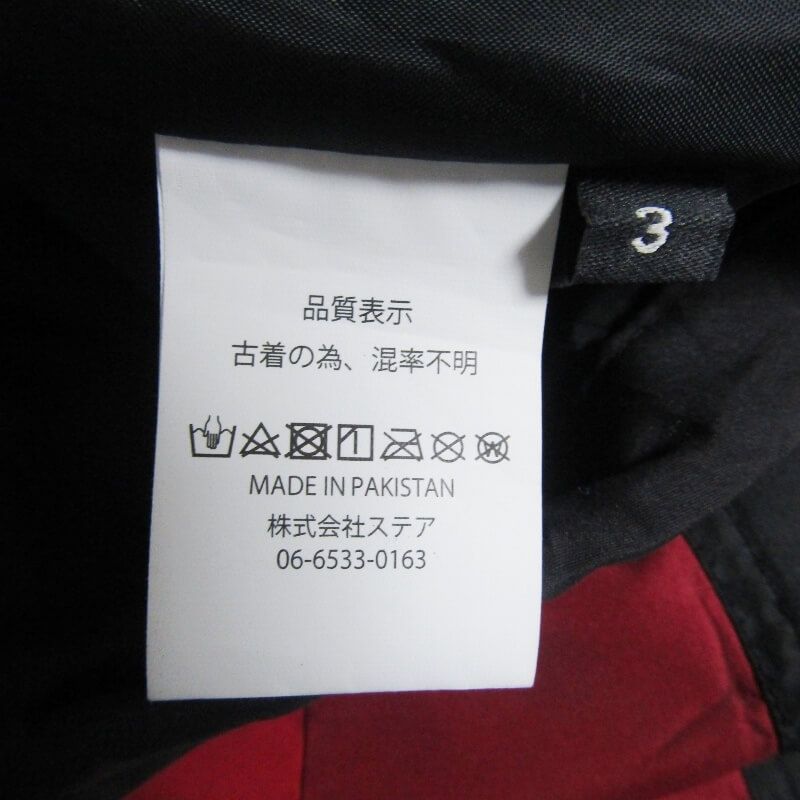 3
品質表示
古着の為、混率不明
MADE IN PAKISTAN
株式会社ステア
06-6533-0163